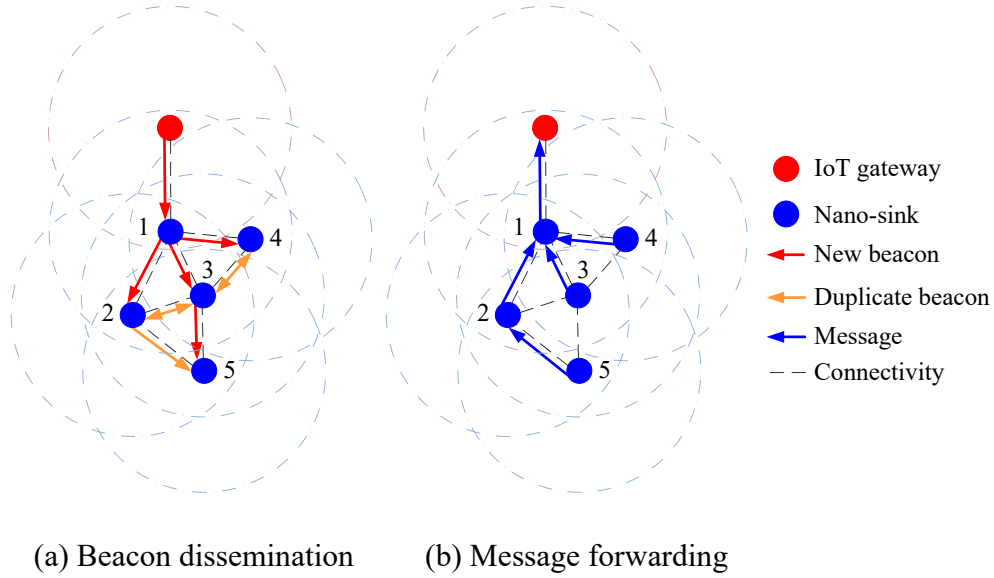 1
4
3
2
5
(a) Beacon dissemination
1
4
3
2
5
(b) Message forwarding
IoT gateway
Nano-sink
New beacon
Duplicate beacon
Message
Connectivity